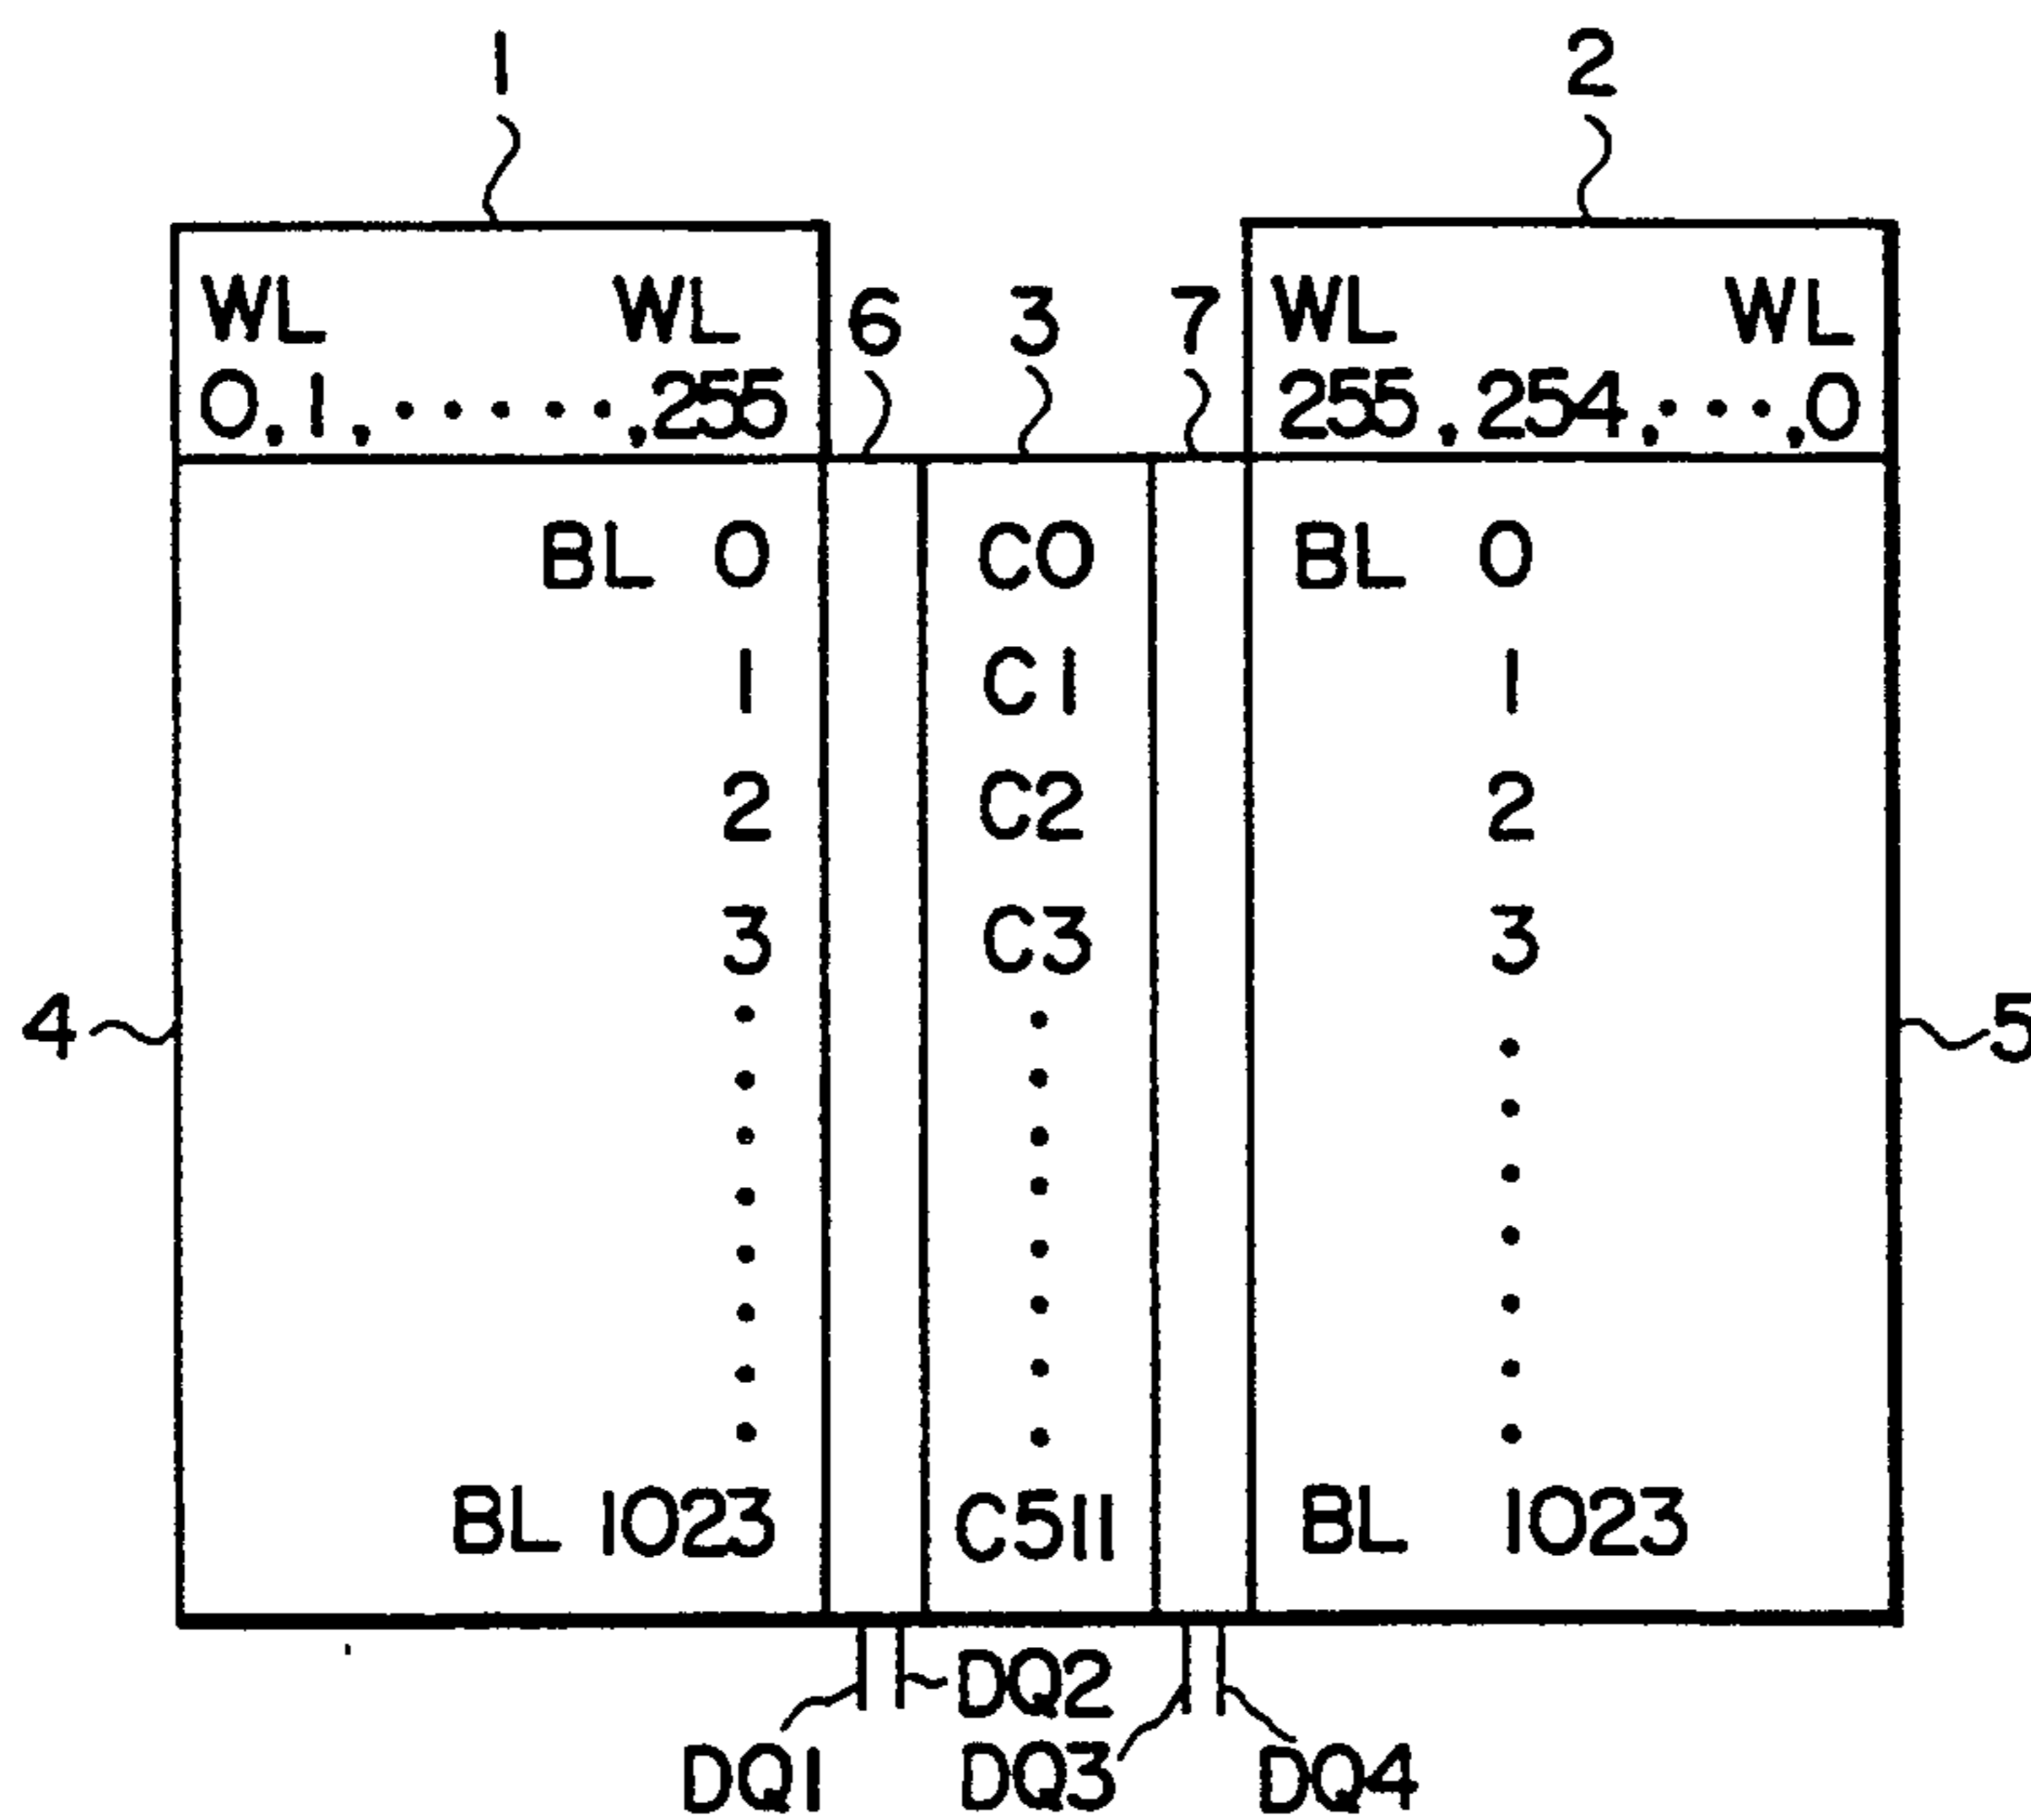 1 2
WL WL 6 3 7 WL WL
0,1,·····,255 255,254,···,0
BL 0 C0 BL 0
1 C1 1
2 C2 2
3 C3 3
4 5
BL 1023 C511 BL 1023
DQ2
DQ1 DQ3 DQ4